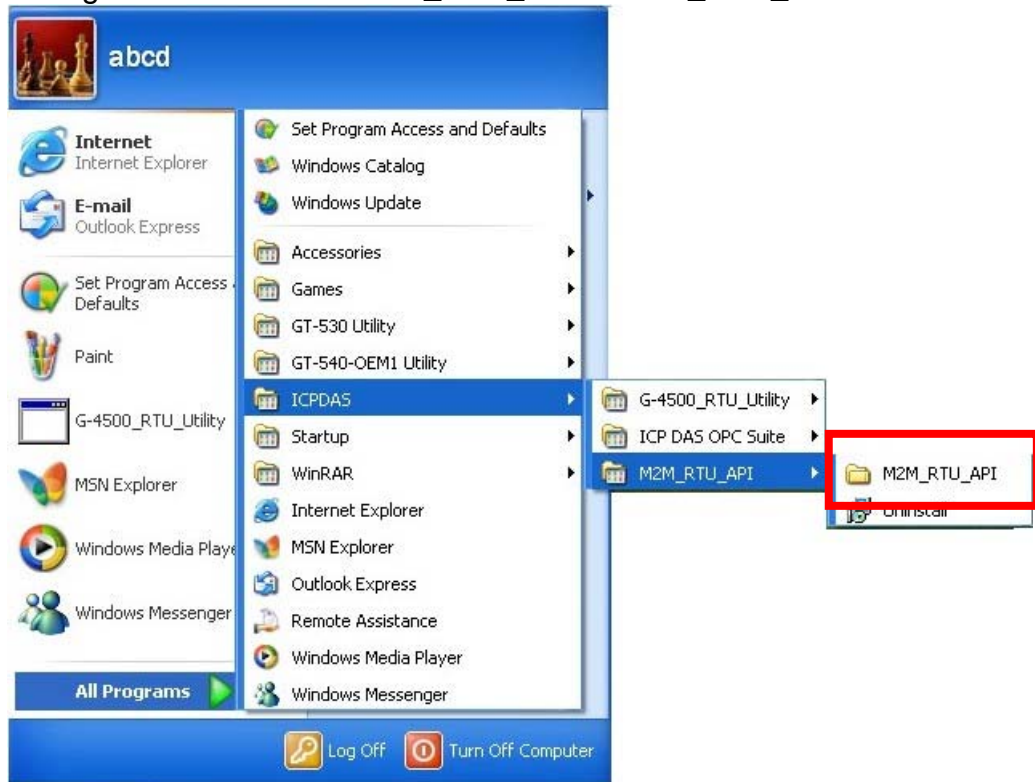 abcd
Internet
Internet Explorer
E-mail
Outlook Express
Set Program Access
Defaults
Paint
G-4500_RTU_Utility
MSN Explorer
Windows Media Playe
Windows Messenger
All Programs
Set Program Access and Defaults
Windows Catalog
Windows Update
Accessories
Games
GT-530 Utility
GT-540-OEM1 Utility
ICPDAS
Startup
WinRAR
Internet Explorer
MSN Explorer
Outlook Express
Remote Assistance
Windows Media Player
Windows Messenger
G-4500_RTU_Utility
ICP DAS OPC Suite
M2M_RTU_API
M2M_RTU_API
Uninstall
Log Off
Turn Off Computer